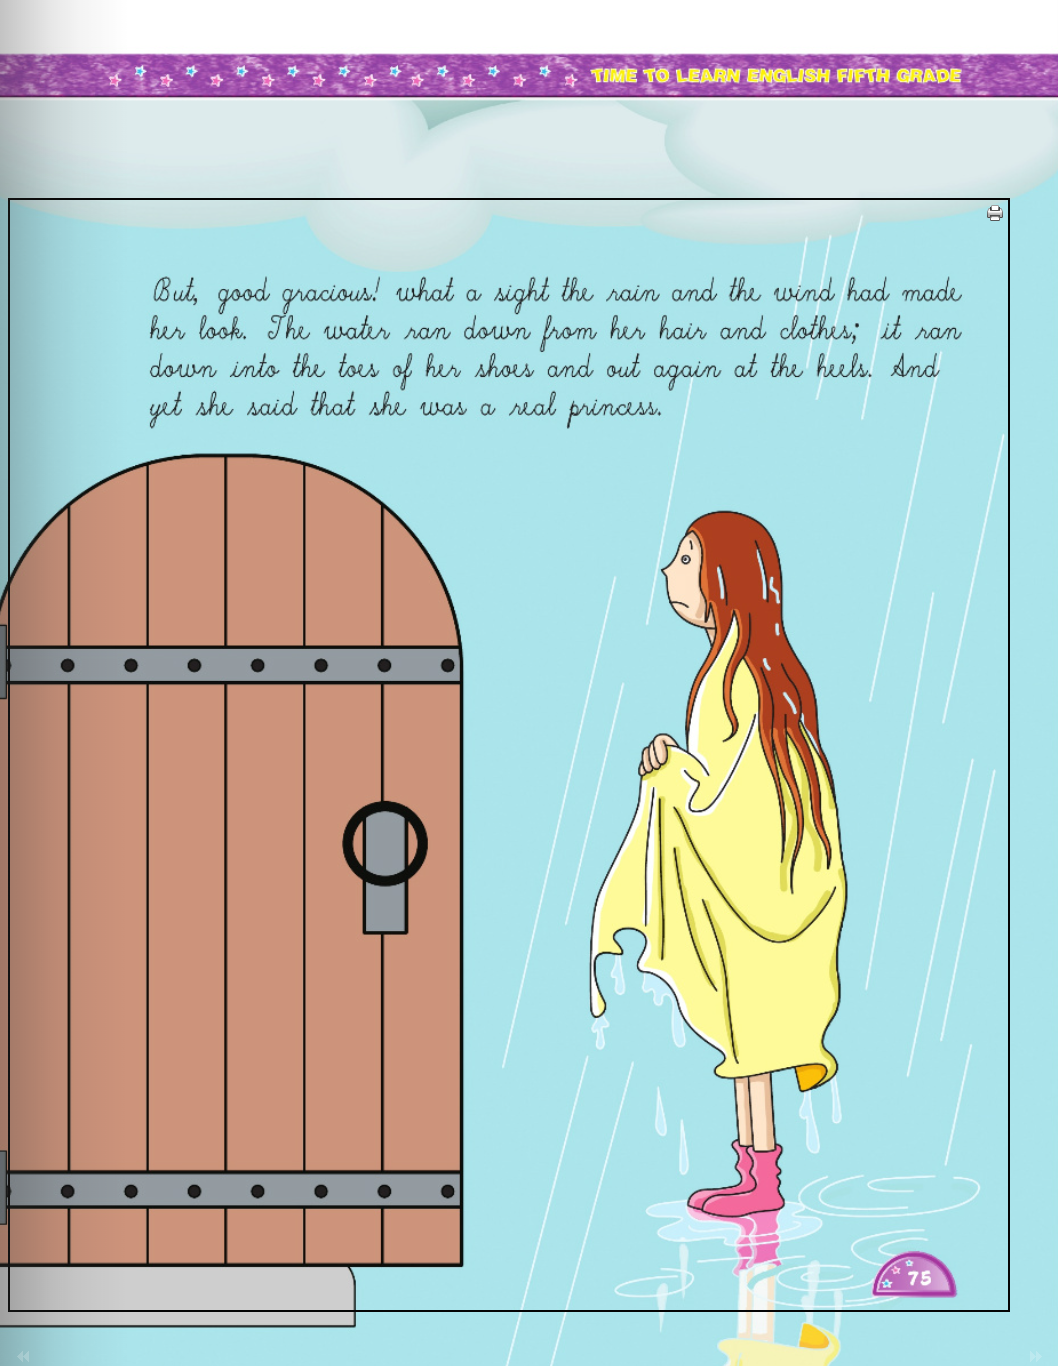 TIME TO LEARN ENGLISH FIFTH GRADE
But, good gracious! what a sight the rain and the wind had made
her look. The water ran down from her hair and clothes; it ran
down into the toes of her shoes and out again at the heels. And
yet she said that she was a real princess.
75